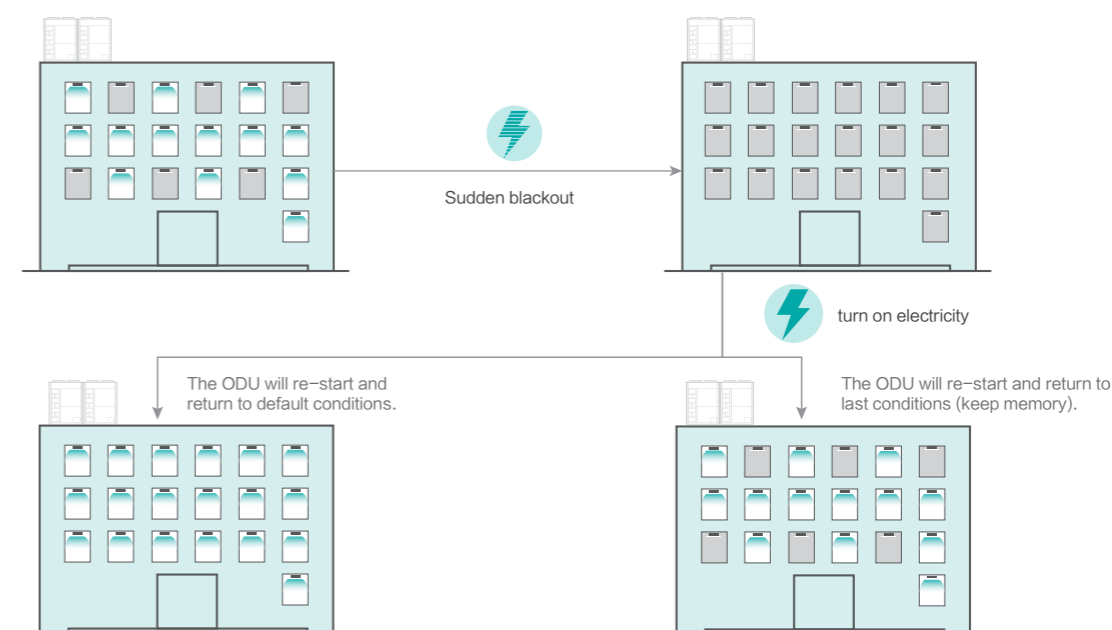 Sudden blackout
turn on electricity
The ODU will re-start and
return to default conditions.
The ODU will re-start and return to
last conditions (keep memory).